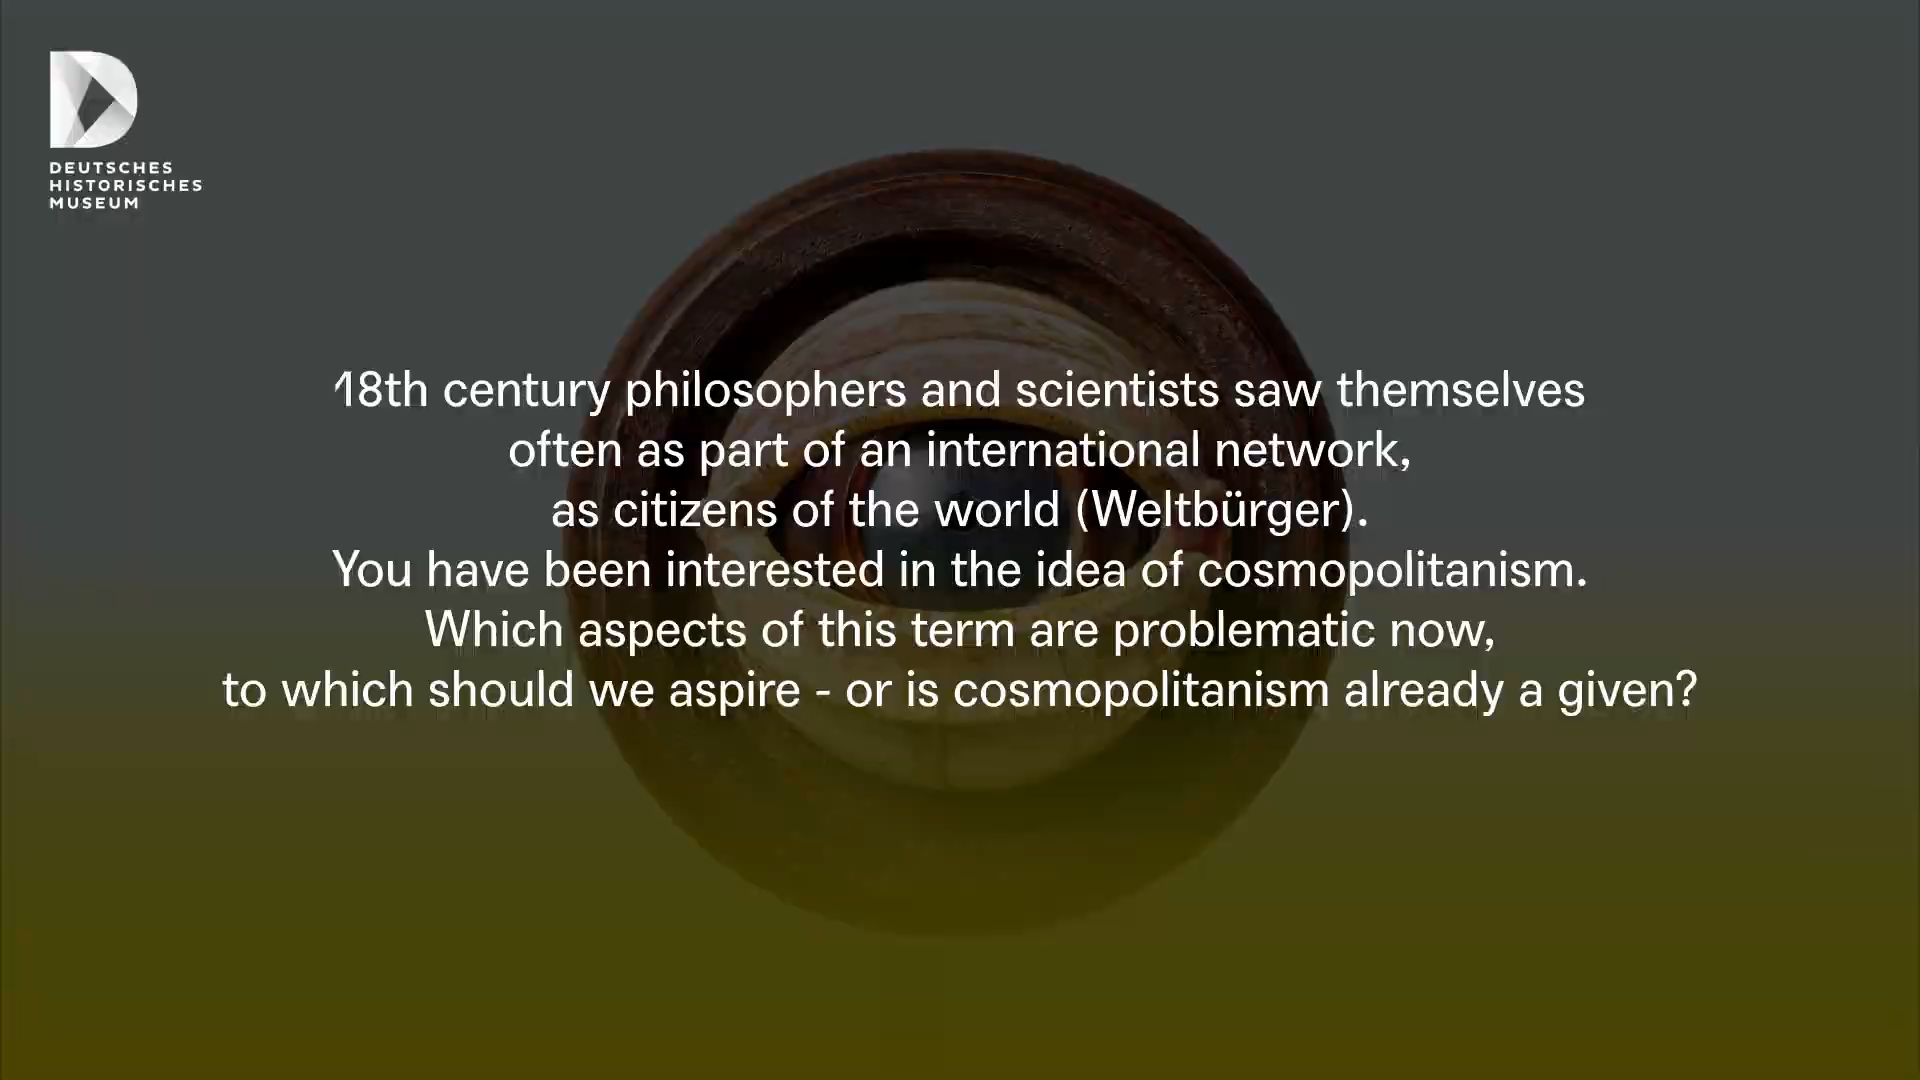 DEUTSCHES
HISTORISCHES
MUSEUM
18th century philosophers and scientists saw themselves
often as part of an international network,
as citizens of the world (Weltbürger).
You have been interested in the idea of cosmopolitanism.
Which aspects of this term are problematic now,
to which should we aspire - or is cosmopolitanism already a given?